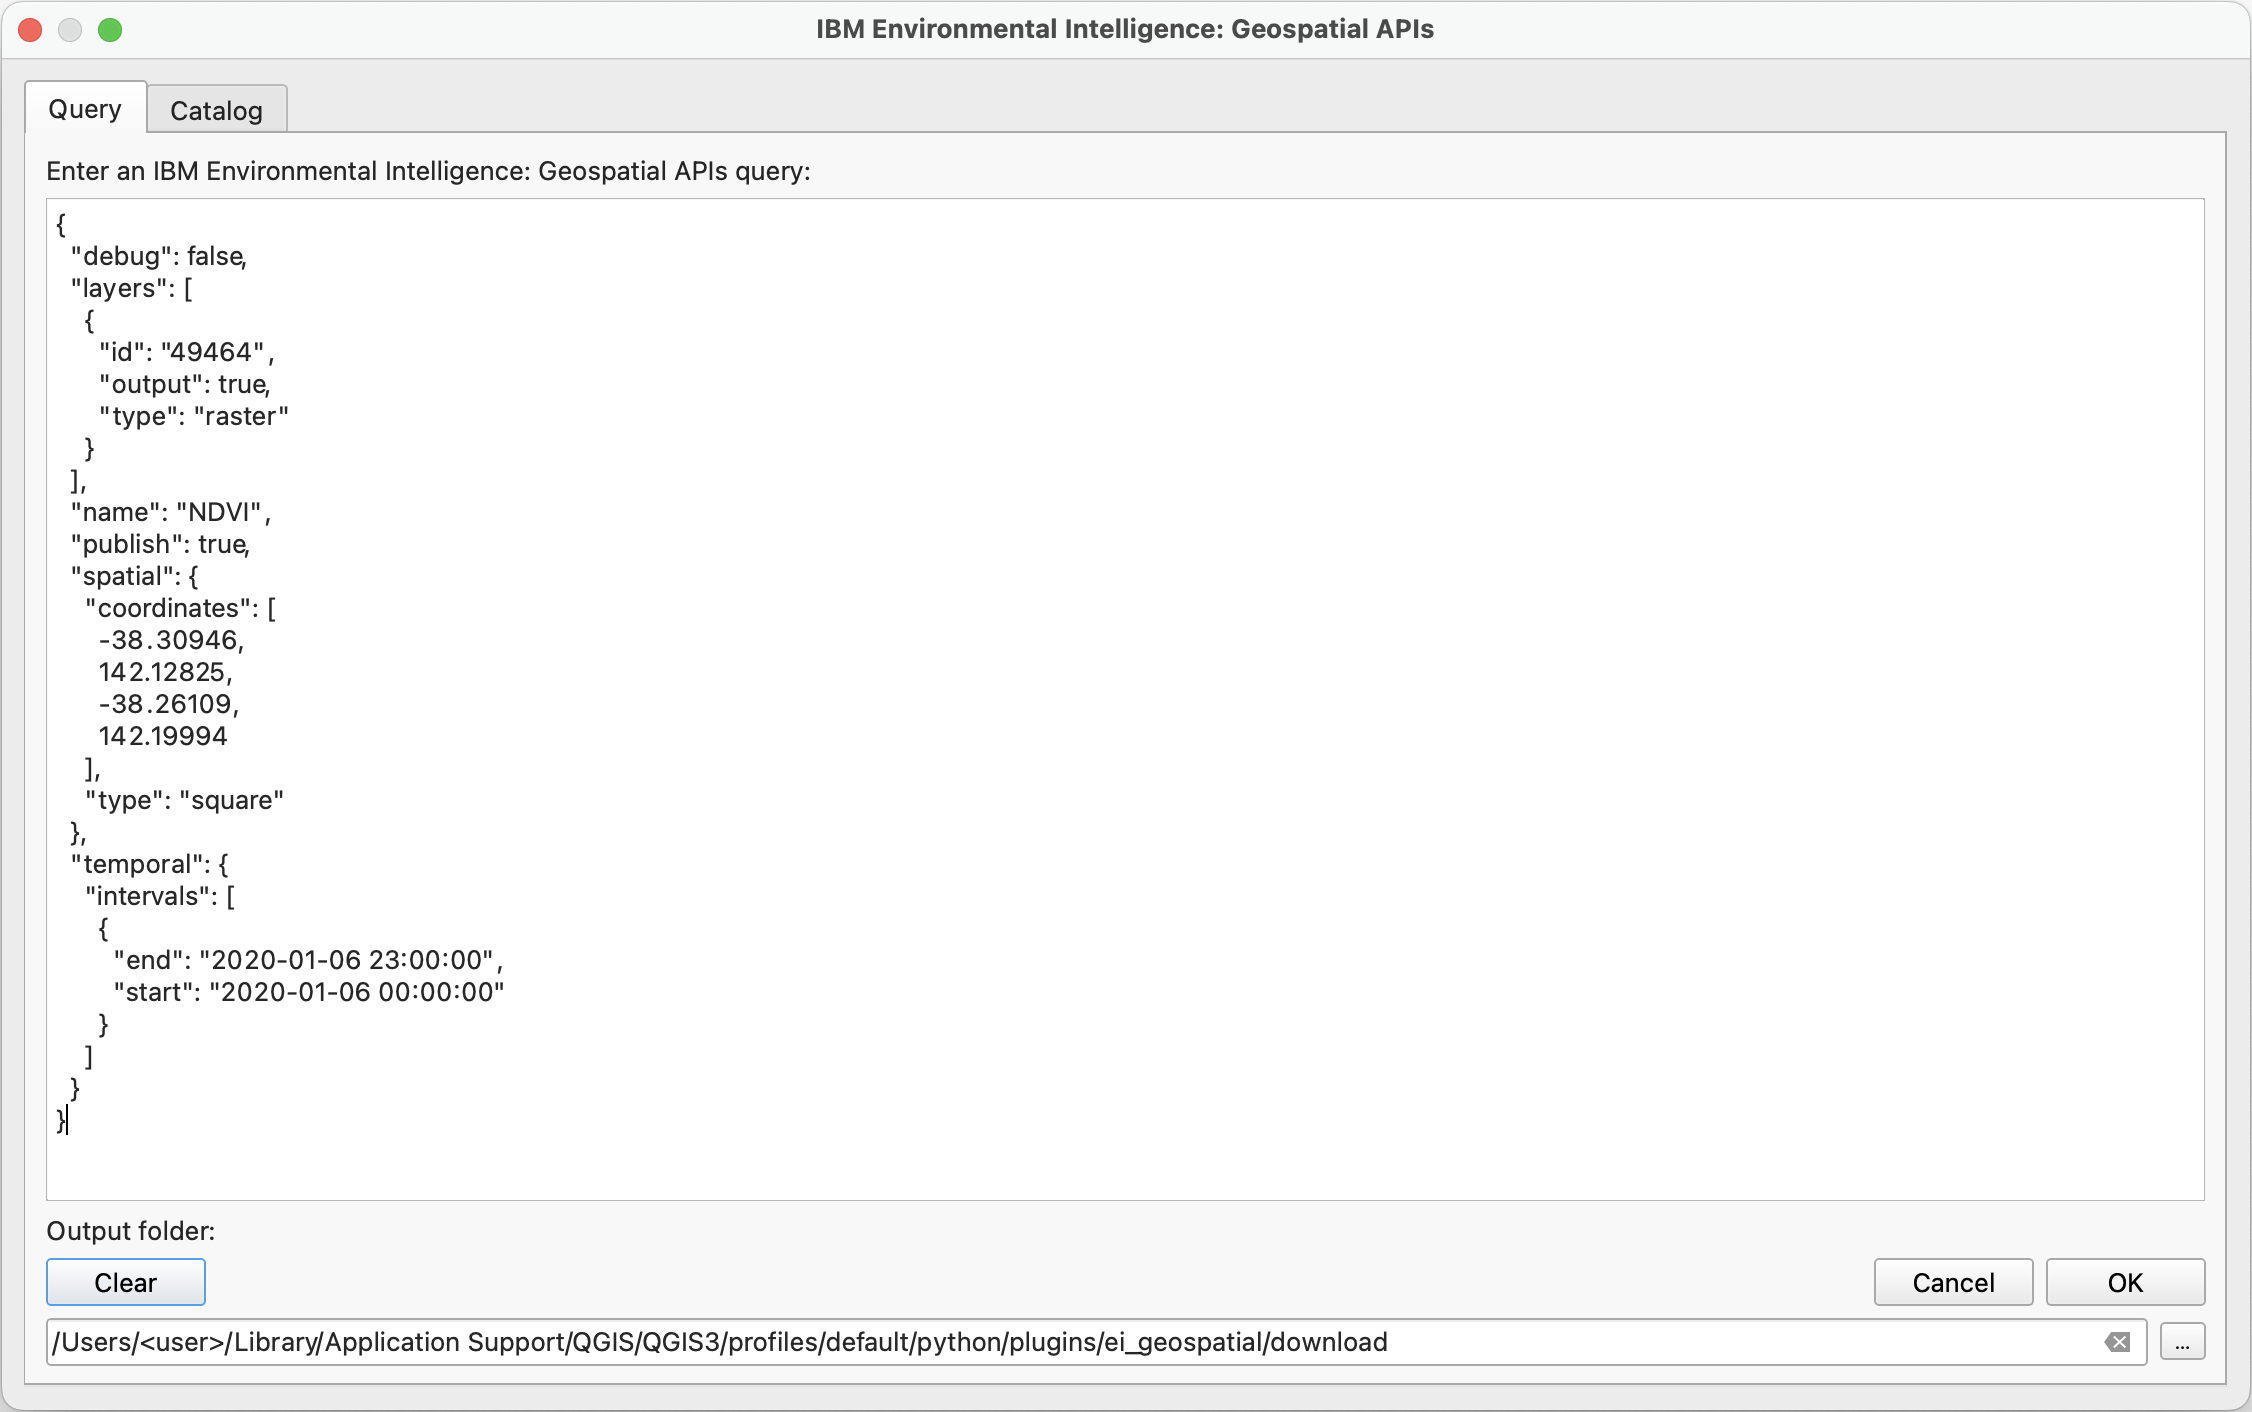 IBM Environmental Intelligence: Geospatial APIs
Query
Catalog
Enter an IBM Environmental Intelligence: Geospatial APIs query:
{
  "debug": false,
  "layers": [
    {
      "id": "49464",
      "output": true,
      "type": "raster"
    }
  ],
  "name": "NDVI",
  "publish": true,
  "spatial": {
    "coordinates": [
      -38.30946,
      142.12825,
      -38.26109,
      142.19994
    ],
    "type": "square"
  },
  "temporal": {
    "intervals": [
      {
        "end": "2020-01-06 23:00:00",
        "start": "2020-01-06 00:00:00"
      }
    ]
  }
}
Output folder:
Clear
Cancel
OK
/Users/<user>/Library/Application Support/QGIS/QGIS3/profiles/default/python/plugins/ei_geospatial/download
...